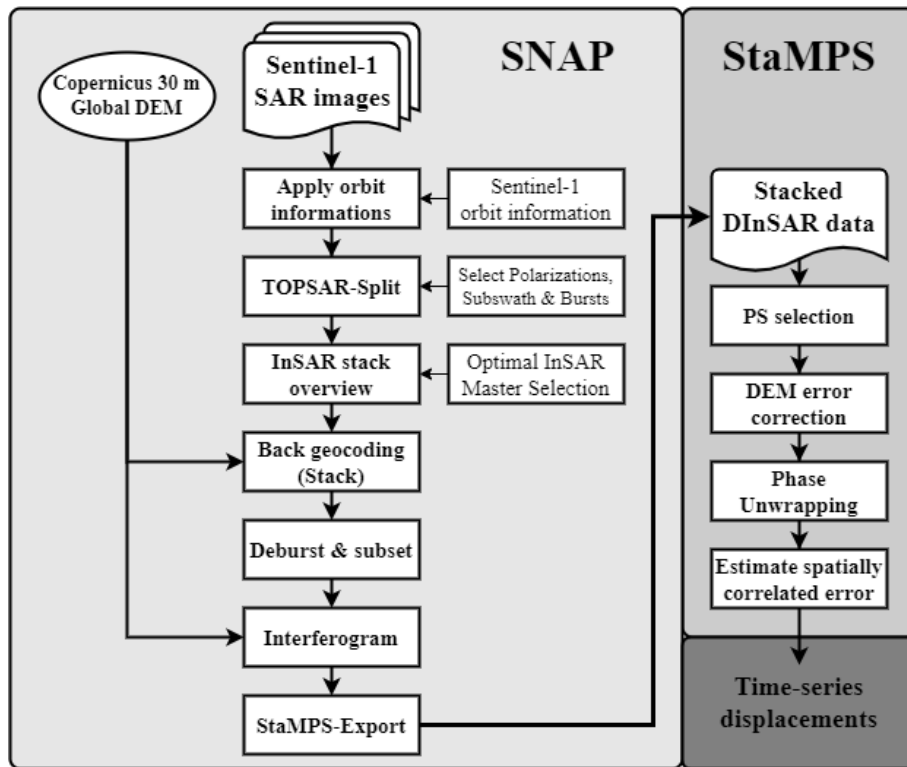 SNAP
Copernicus 30 m
Global DEM
Sentinel-1
SAR images
Apply orbit
informations
Sentinel-1
orbit information
TOPSAR-Split
Select Polarizations,
Subswath & Bursts
InSAR stack
overview
Optimal InSAR
Master Selection
Back geocoding
(Stack)
Deburst & subset
Interferogram
StaMPS-Export
StaMPS
Stacked
DInSAR data
PS selection
DEM error
correction
Phase
Unwrapping
Estimate spatially
correlated error
Time-series
displacements